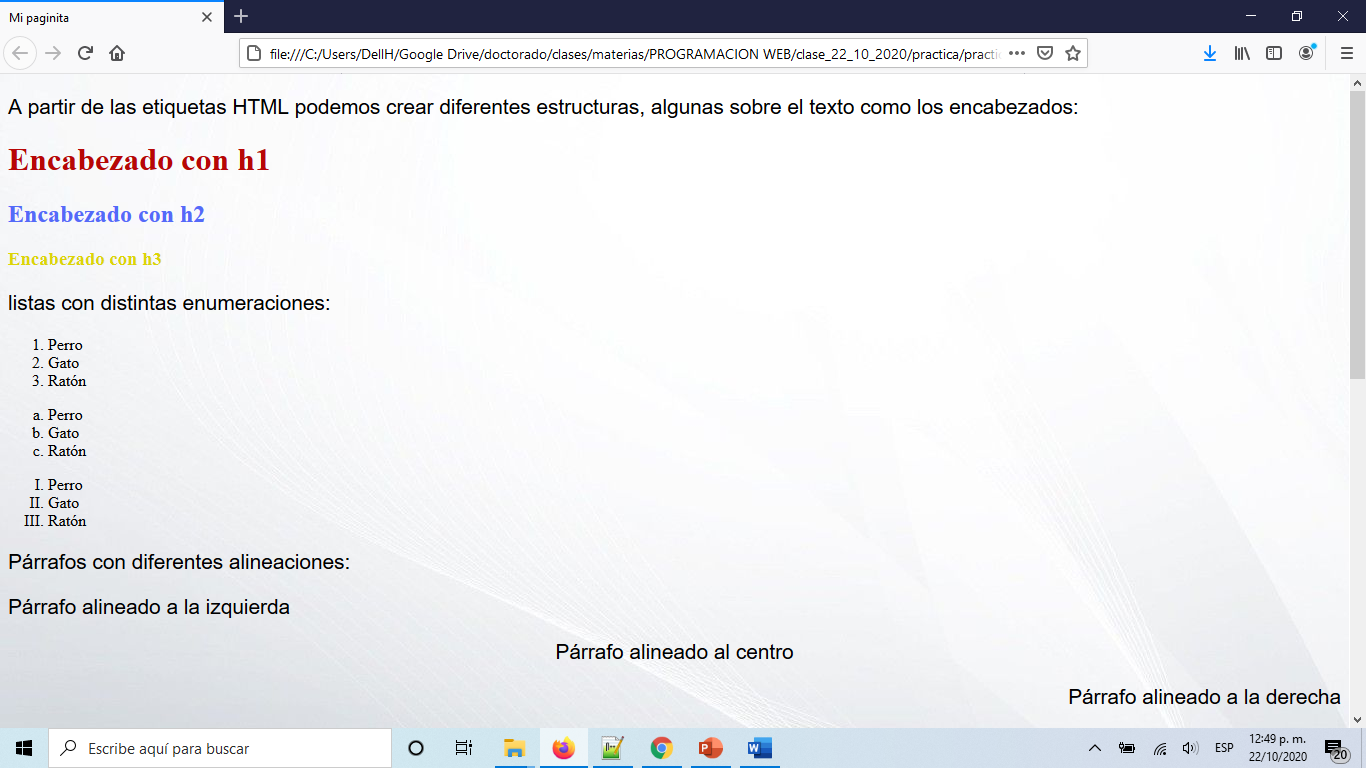 Mi paginita
file:///C:/Users/DellH/Google Drive/doctorado/clases/materias/PROGRAMACION WEB/clase_22_10_2020/practica/practic
A partir de las etiquetas HTML podemos crear diferentes estructuras, algunas sobre el texto como los encabezados:
Encabezado con h1
Encabezado con h2
Encabezado con h3
listas con distintas enumeraciones:
1. Perro
2. Gato
3. Ratón
a. Perro
b. Gato
c. Ratón
I. Perro
II. Gato
III. Ratón
Párrafos con diferentes alineaciones:
Párrafo alineado a la izquierda
Párrafo alineado al centro
Párrafo alineado a la derecha
Escribe aquí para buscar
ESP
12:49 p. m.
22/10/2020
20